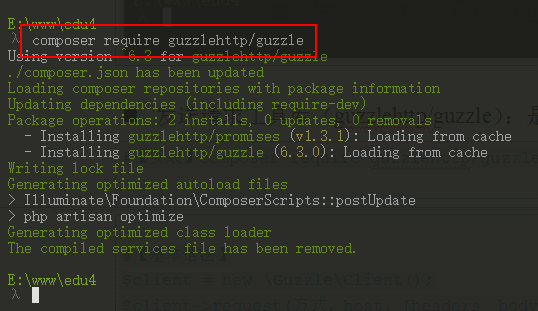 E:\www\edu4
λ composer require guzzlehttp/guzzle
Using version ^6.3 for guzzlehttp/guzzle
./composer.json has been updated
Loading composer repositories with package information
Updating dependencies (including require-dev)
Package operations: 2 installs, 0 updates, 0 removals
- Installing guzzlehttp/promises (v1.3.1): Loading from cache
- Installing guzzlehttp/guzzle (6.3.0): Loading from cache
Writing lock file
Generating optimized autoload files
> Illuminate\Foundation\ComposerScripts::postUpdate
> php artisan optimize
Generating optimized class loader
The compiled services file has been removed.
E:\www\edu4
λ
$client = new \Guzzle\Client();